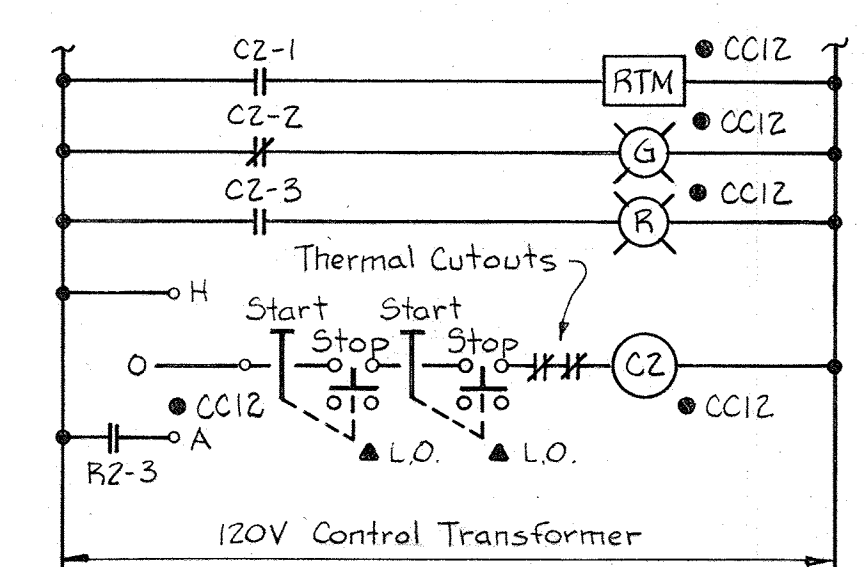 C2-1
CC12
RTM
C2-2
CC12
G
C2-3
CC12
R
Thermal Cutouts
H
Start Start
Stop Stop
O
C2
CC12
CC12
A
L.O. L.O.
R2-3
120V Control Transformer